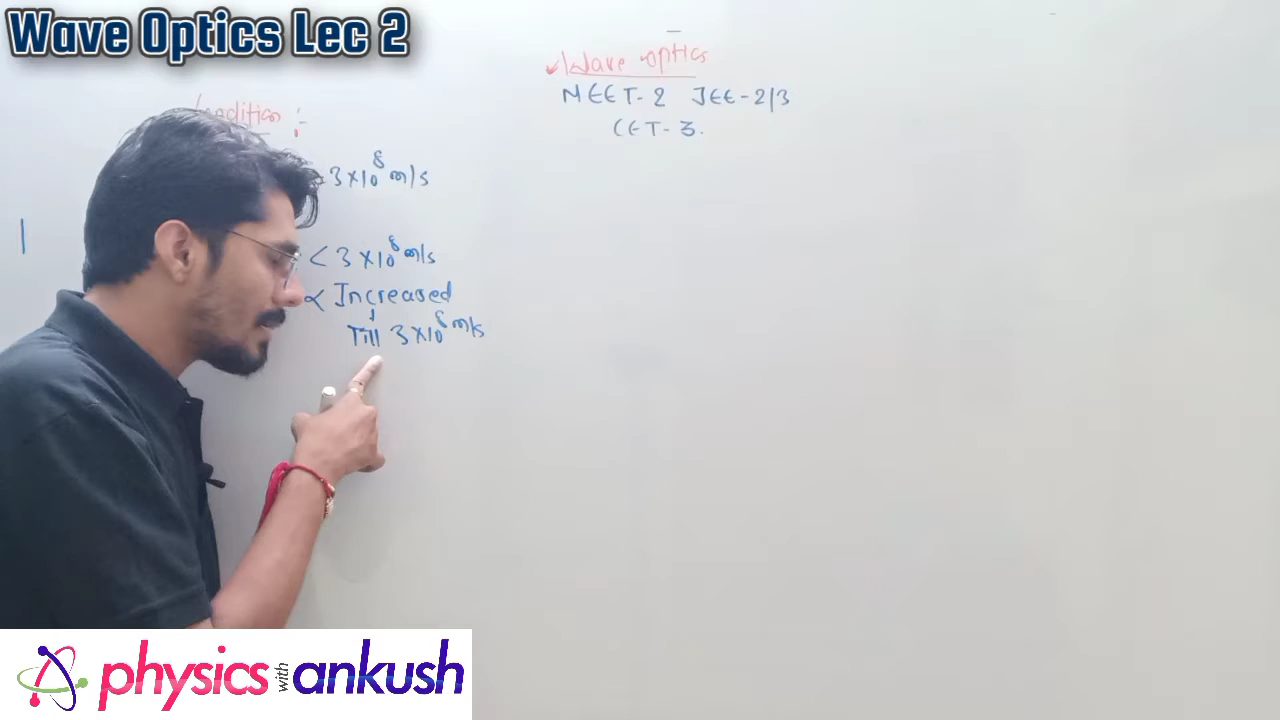 Wave Optics Lec 2
Wave optics
NEET-2 JEE-2/3
CET-3.
3×10⁸ m/s
< 3×10⁸ m/s
∝ Increased
Till 3×10⁸ m/s
physics with ankush